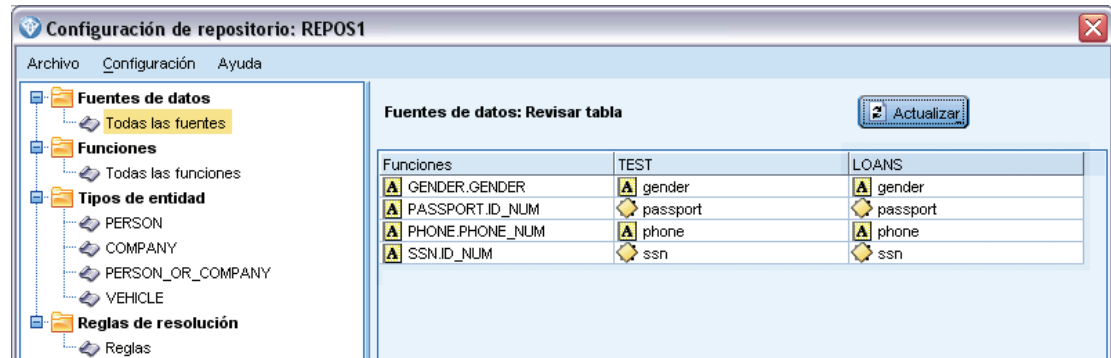 Configuración de repositorio: REPOS1
Archivo Configuración Ayuda
Fuentes de datos
Todas las fuentes
Funciones
Todas las funciones
Tipos de entidad
PERSON
COMPANY
PERSON_OR_COMPANY
VEHICLE
Reglas de resolución
Reglas
Fuentes de datos: Revisar tabla
Actualizar
Funciones TEST LOANS
A GENDER.GENDER A gender A gender
A PASSPORT.ID_NUM passport passport
A PHONE.PHONE_NUM A phone A phone
A SSN.ID_NUM ssn ssn